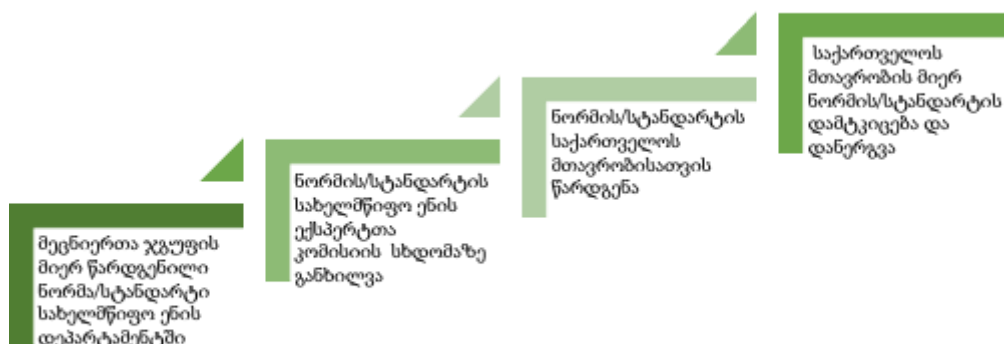 მეცნიერთა ჯგუფის
მიერ წარდგენილი
ნორმა/სტანდარტი
სახელმწიფო ენის
დეპარტამენტში
ნორმის/სტანდარტის
სახელმწიფო ენის
ექსპერტთა
კომისიის სხდომაზე
განხილვა
ნორმის/სტანდარტის
საქართველოს
მთავრობისათვის
წარდგენა
საქართველოს
მთავრობის მიერ
ნორმის/სტანდარტის
დამტკიცება და
დანერგვა